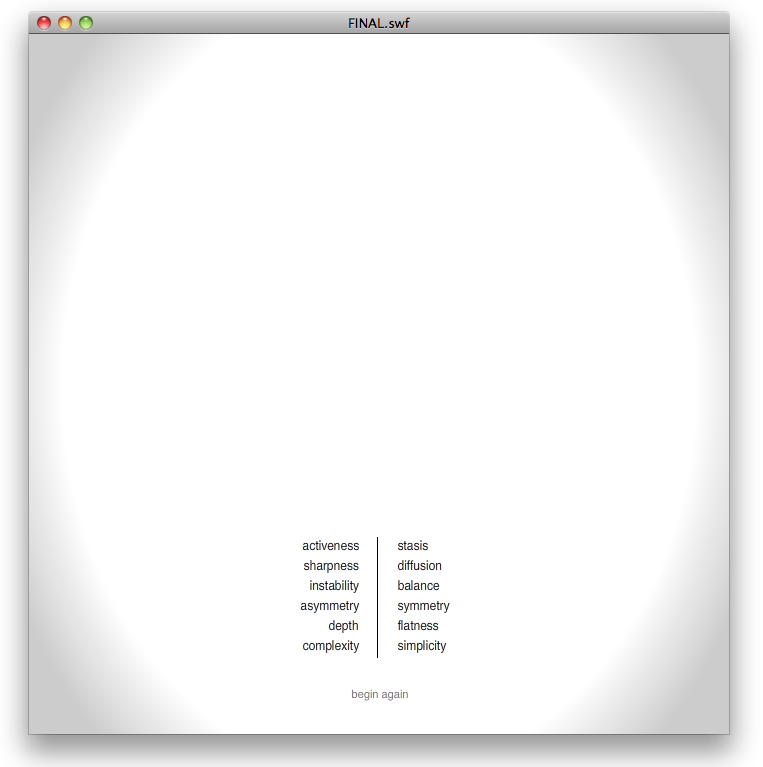 FINAL.swf
activeness stasis
sharpness diffusion
instability balance
asymmetry symmetry
depth flatness
complexity simplicity
begin again